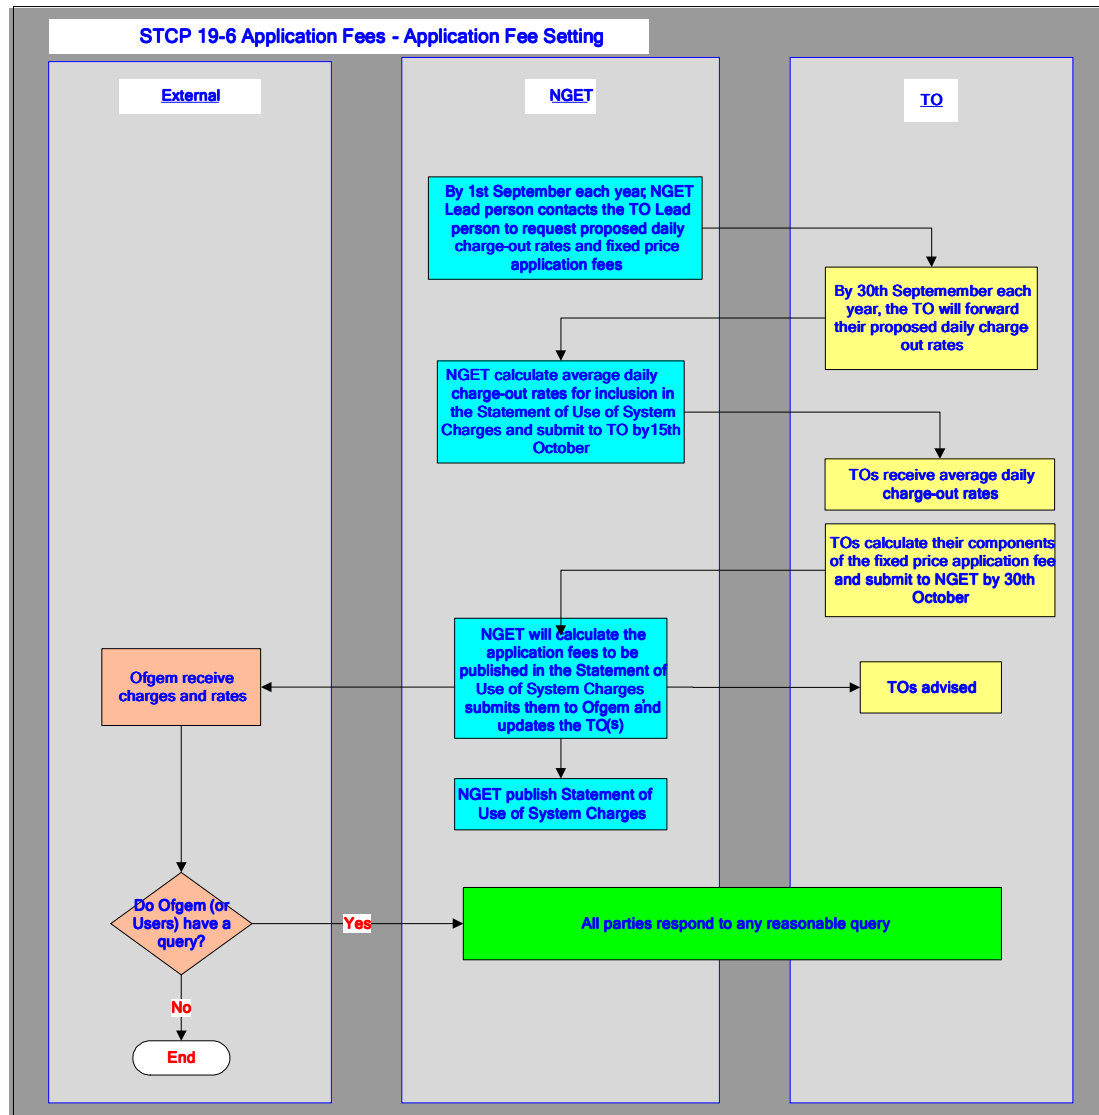 STCP 19-6 Application Fees - Application Fee Setting
External
NGET
TO
By 1st September each year, NGET
Lead person contacts the TO Lead
person to request proposed daily
charge-out rates and fixed price
application fees
By 30th Septemember each
year, the TO will forward
their proposed daily charge
out rates
NGET calculate average daily
charge-out rates for inclusion in
the Statement of Use of System
Charges and submit to TO by15th
October
TOs receive average daily
charge-out rates
TOs calculate their components
of the fixed price application fee
and submit to NGET by 30th
October
NGET will calculate the
application fees to be
published in the Statement of
Use of System Charges
submits them to Ofgem and
updates the TO(s)
Ofgem receive
charges and rates
TOs advised
NGET publish Statement of
Use of System Charges
Do Ofgem (or
Users) have a
query?
Yes
All parties respond to any reasonable query
No
End